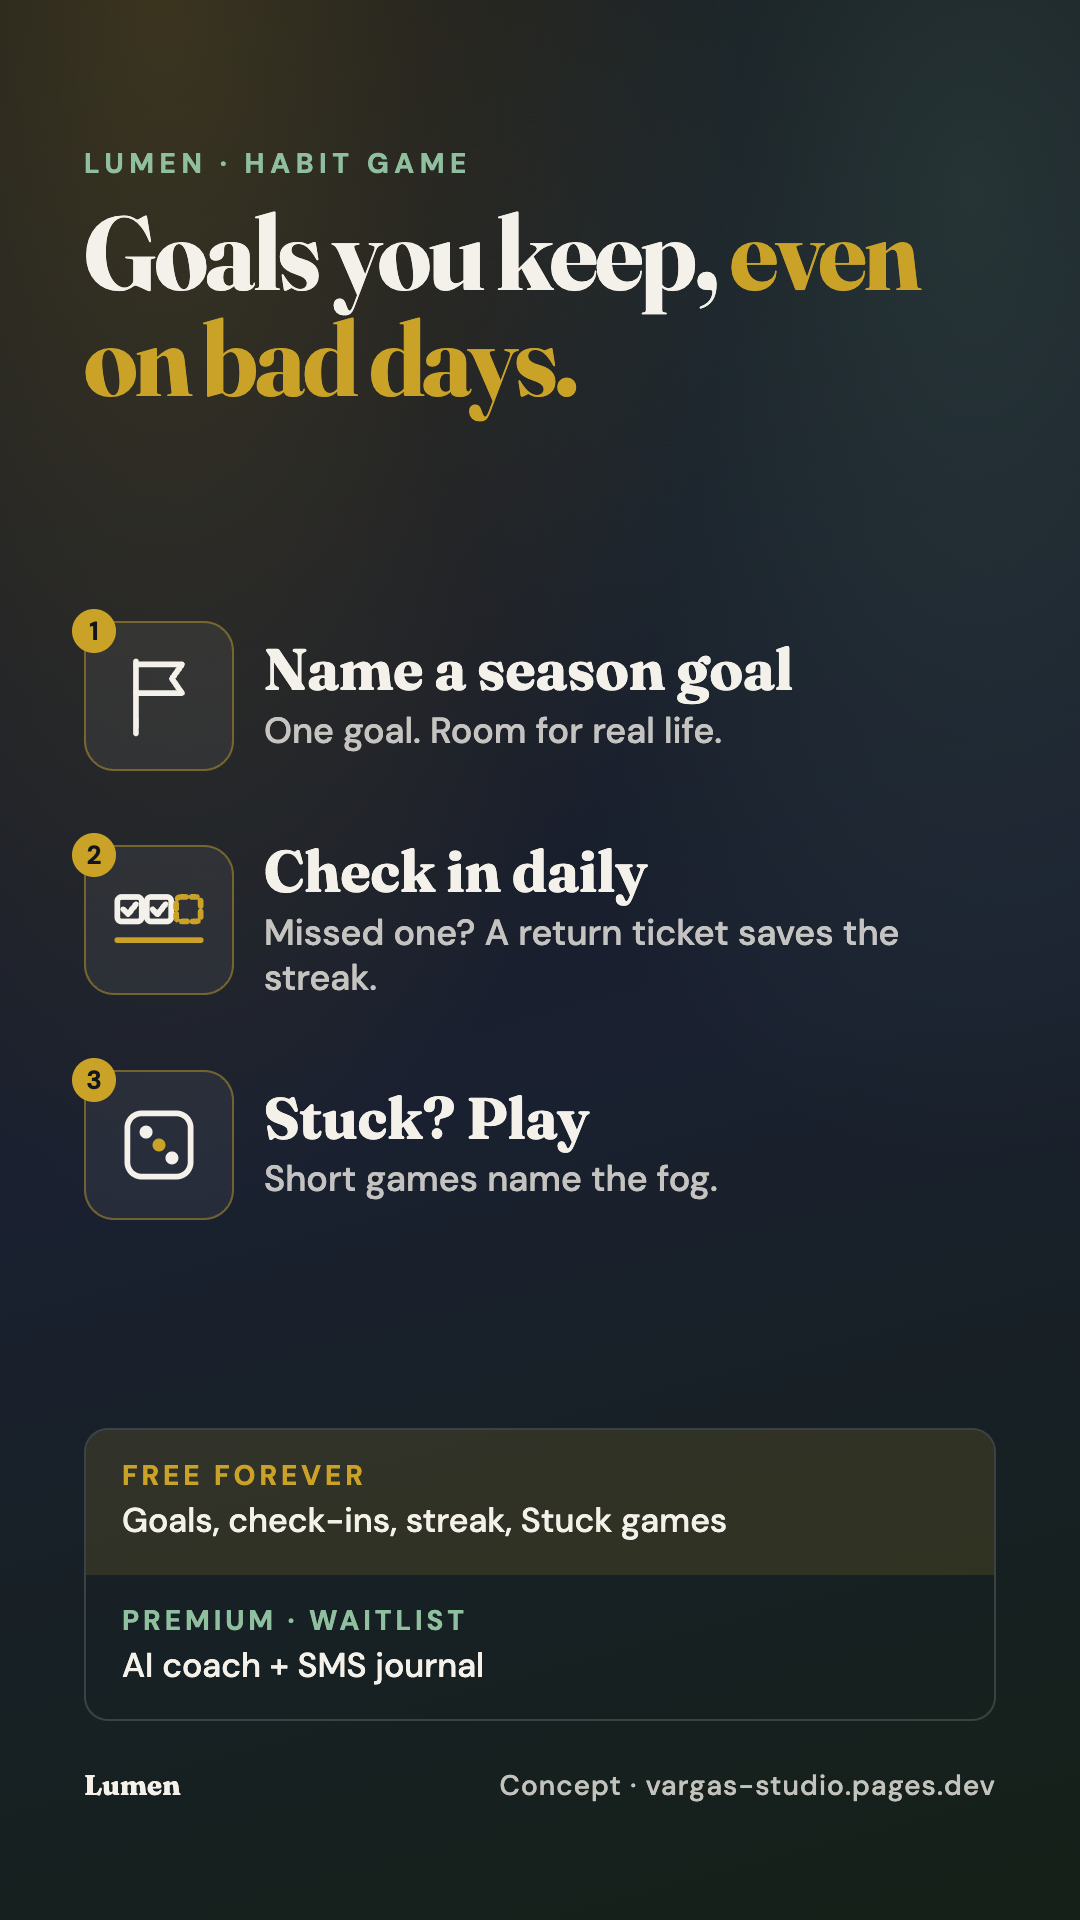 LUMEN · HABIT GAME
Goals you keep, even
on bad days.
1
Name a season goal
One goal. Room for real life.
2
Check in daily
Missed one? A return ticket saves the
streak.
3
Stuck? Play
Short games name the fog.
FREE FOREVER
Goals, check-ins, streak, Stuck games
PREMIUM · WAITLIST
AI coach + SMS journal
Lumen
Concept · vargas-studio.pages.dev